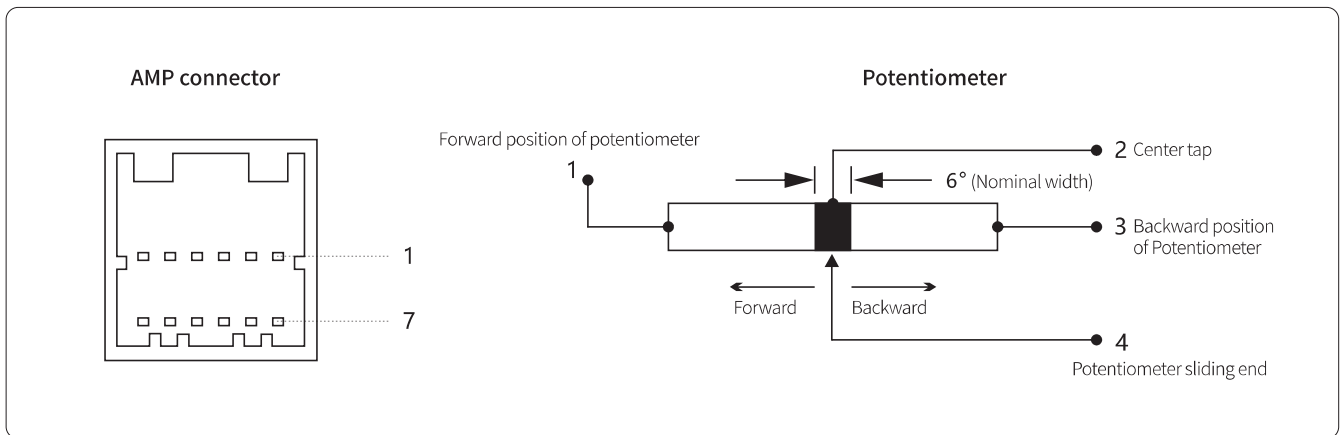 AMP connector
1
7
Potentiometer
Forward position of potentiometer
1
2 Center tap
6° (Nominal width)
3 Backward position
of Potentiometer
Forward
Backward
4
Potentiometer sliding end